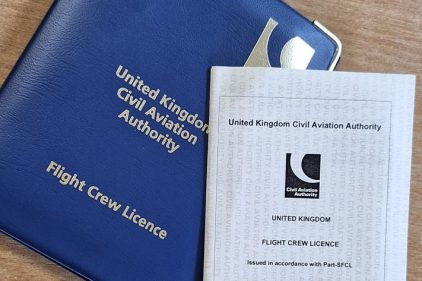 United Kingdom
Civil Aviation
Authority
Flight Crew Licence
United Kingdom Civil Aviation Authority
Civil Aviation
Authority
UNITED KINGDOM
FLIGHT CREW LICENCE
Issued in accordance with Part-SFCL